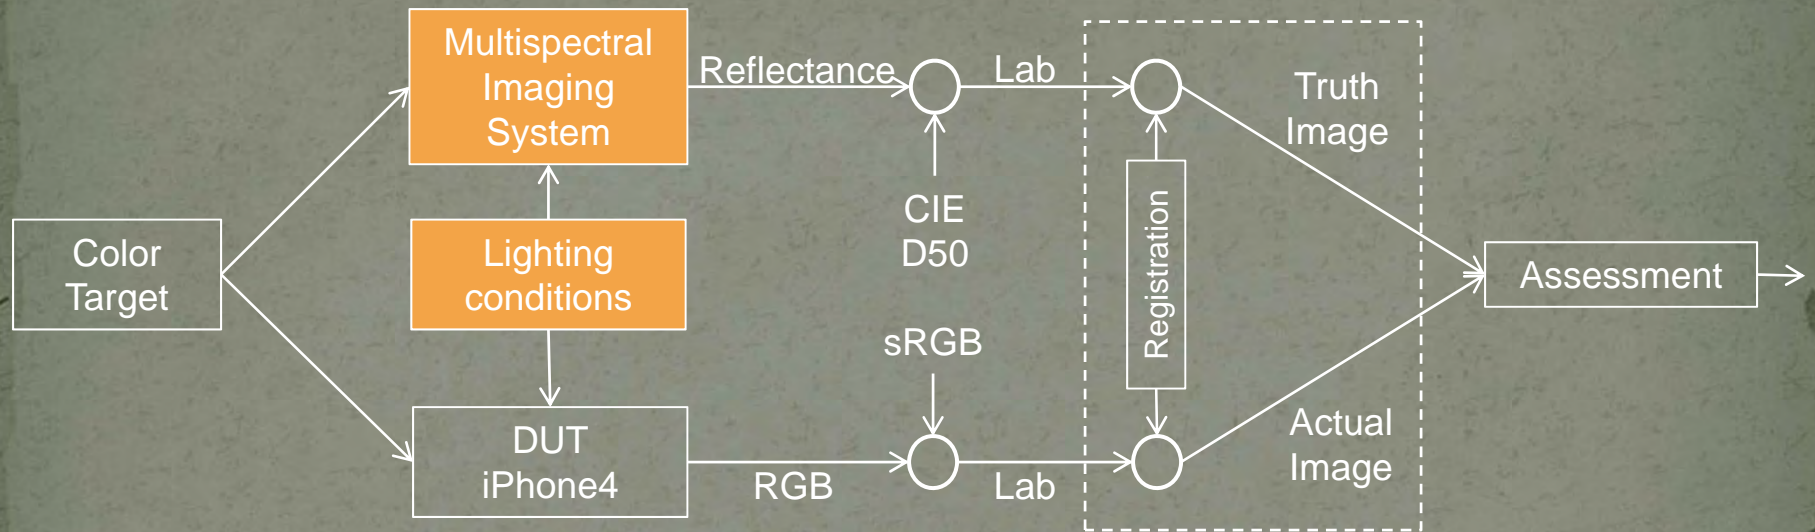 Multispectral
Imaging
System
Reflectance
Lab
Truth
Image
CIE
D50
Color
Target
Lighting
conditions
Registration
Assessment
sRGB
DUT
iPhone4
RGB
Lab
Actual
Image